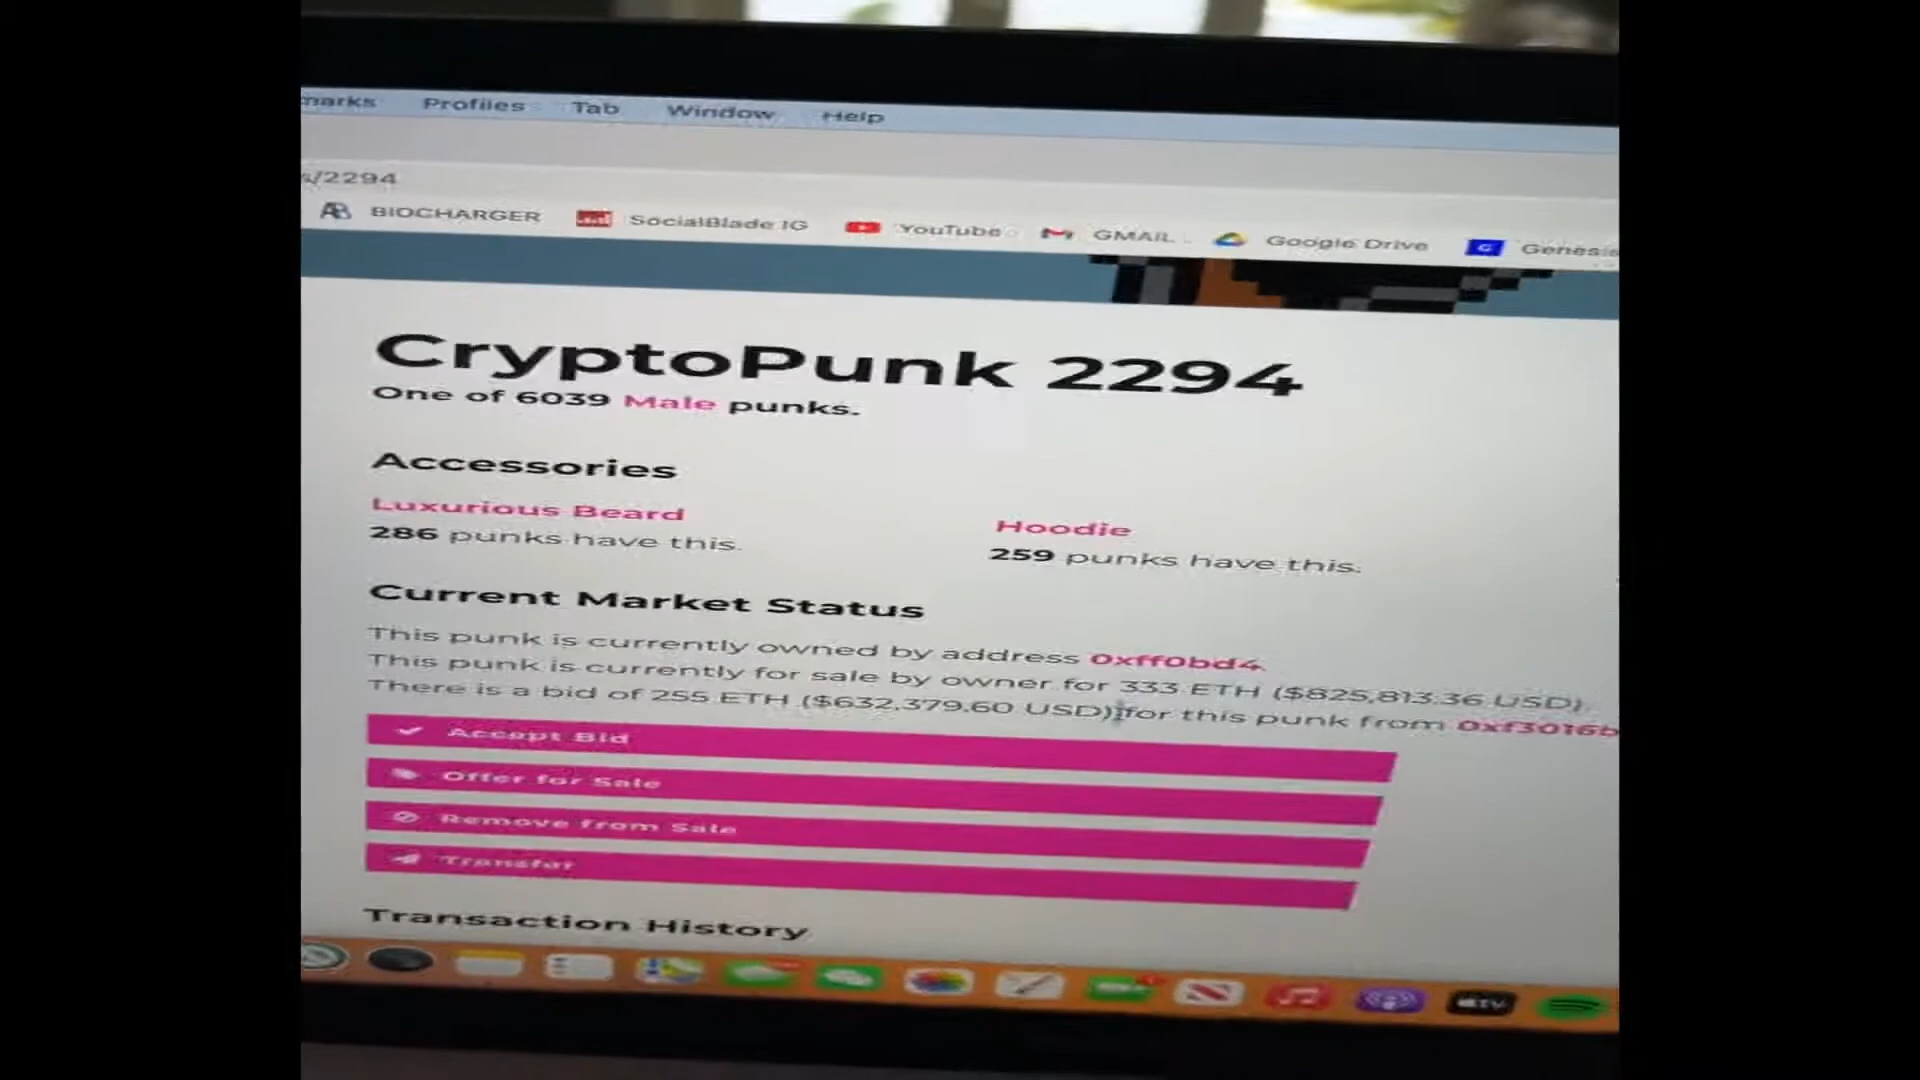 marks Profiles Tab Window Help
/2294
BIOCHARGER SocialBlade IG YouTube GMAIL Google Drive Genesis
CryptoPunk 2294
One of 6039 Male punks.
Accessories
Luxurious Beard Hoodie
286 punks have this. 259 punks have this.
Current Market Status
This punk is currently owned by address 0xff0bd4.
This punk is currently for sale by owner for 333 ETH ($825,813.36 USD).
There is a bid of 255 ETH ($632,379.60 USD) for this punk from 0xf3016b
Accept Bid
Offer for Sale
Remove from Sale
Transfer
Transaction History
tv